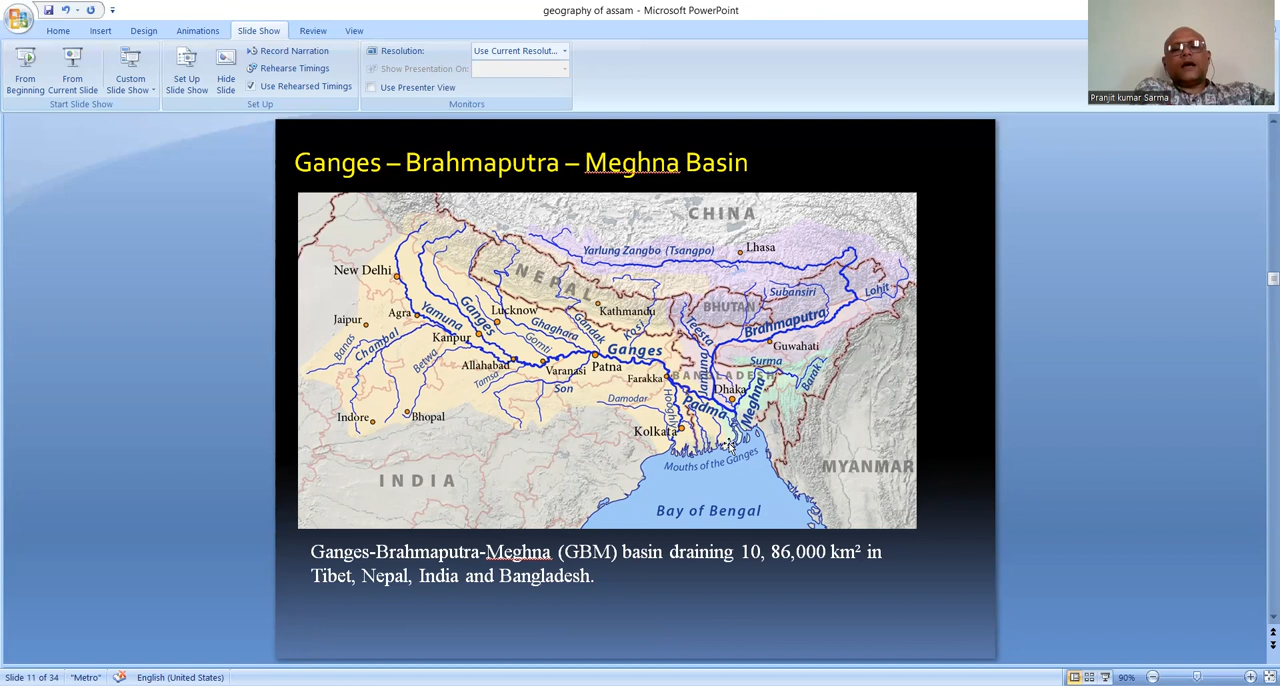 geography of assam - Microsoft PowerPoint
Home Insert Design Animations Slide Show Review View
From Beginning
From Current Slide
Custom Slide Show
Start Slide Show
Set Up Slide Show
Hide Slide
Record Narration
Rehearse Timings
Use Rehearsed Timings
Set Up
Resolution: Use Current Resolut...
Show Presentation On:
Use Presenter View
Monitors
Pranjit kumar Sarma
Ganges – Brahmaputra – Meghna Basin
CHINA
Yarlung Zangbo (Tsangpo)
Lhasa
New Delhi
NEPAL
Subansiri
Lohit
BHUTAN
Kathmandu
Agra
Yamuna
Ganges
Lucknow
Jaipur
Ghaghara
Gandak
Kosi
Teesta
Brahmaputra
Banas
Chambal
Kanpur
Gomti
Guwahati
Betwa
Ganges
Allahabad
Varanasi
Patna
Jamuna
Surma
Barak
Tamsa
Son
Farakka
BANGLADESH
Dhaka
Damodar
Hooghly
Padma
Meghna
Indore
Bhopal
Kolkata
Mouths of the Ganges
MYANMAR
INDIA
Bay of Bengal
Ganges-Brahmaputra-Meghna (GBM) basin draining 10, 86,000 km² in
Tibet, Nepal, India and Bangladesh.
Slide 11 of 34 "Metro" English (United States) 90%